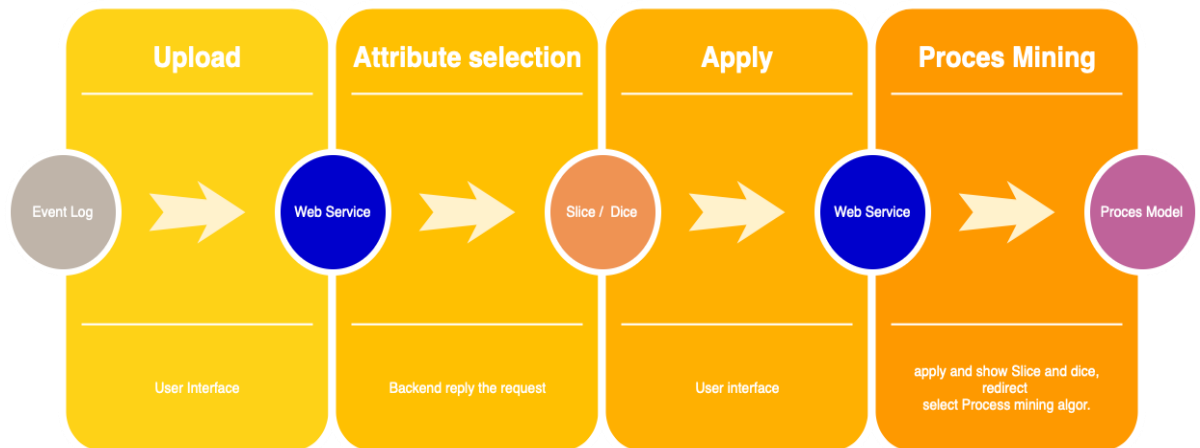 Upload
Attribute selection
Apply
Proces Mining
Event Log
Web Service
Slice /  Dice
Web Service
Proces Model
User Interface
Backend reply the request
User interface
apply and show Slice and dice,
redirect
select Process mining algor.